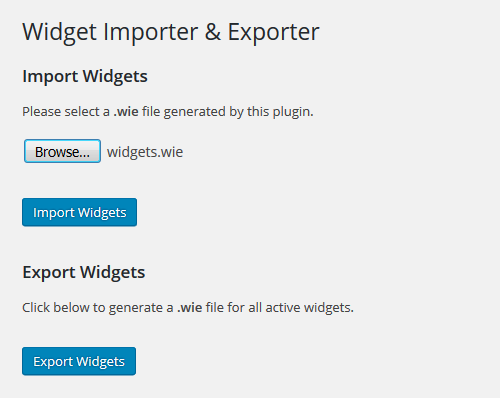 Widget Importer & Exporter
Import Widgets
Please select a .wie file generated by this plugin.
Browse... widgets.wie
Import Widgets
Export Widgets
Click below to generate a .wie file for all active widgets.
Export Widgets